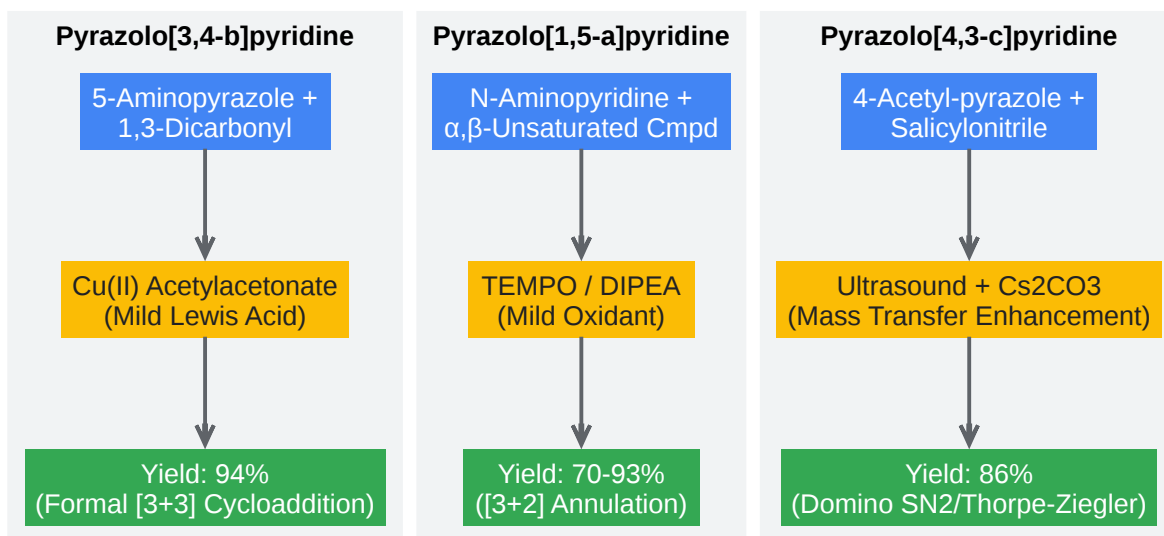 Pyrazolo[3,4-b]pyridine
5-Aminopyrazole +
1,3-Dicarbonyl
Cu(II) Acetylacetonate
(Mild Lewis Acid)
Yield: 94%
(Formal [3+3] Cycloaddition)
Pyrazolo[1,5-a]pyridine
N-Aminopyridine +
α,β-Unsaturated Cmpd
TEMPO / DIPEA
(Mild Oxidant)
Yield: 70-93%
([3+2] Annulation)
Pyrazolo[4,3-c]pyridine
4-Acetyl-pyrazole +
Salicylonitrile
Ultrasound + Cs2CO3
(Mass Transfer Enhancement)
Yield: 86%
(Domino SN2/Thorpe-Ziegler)